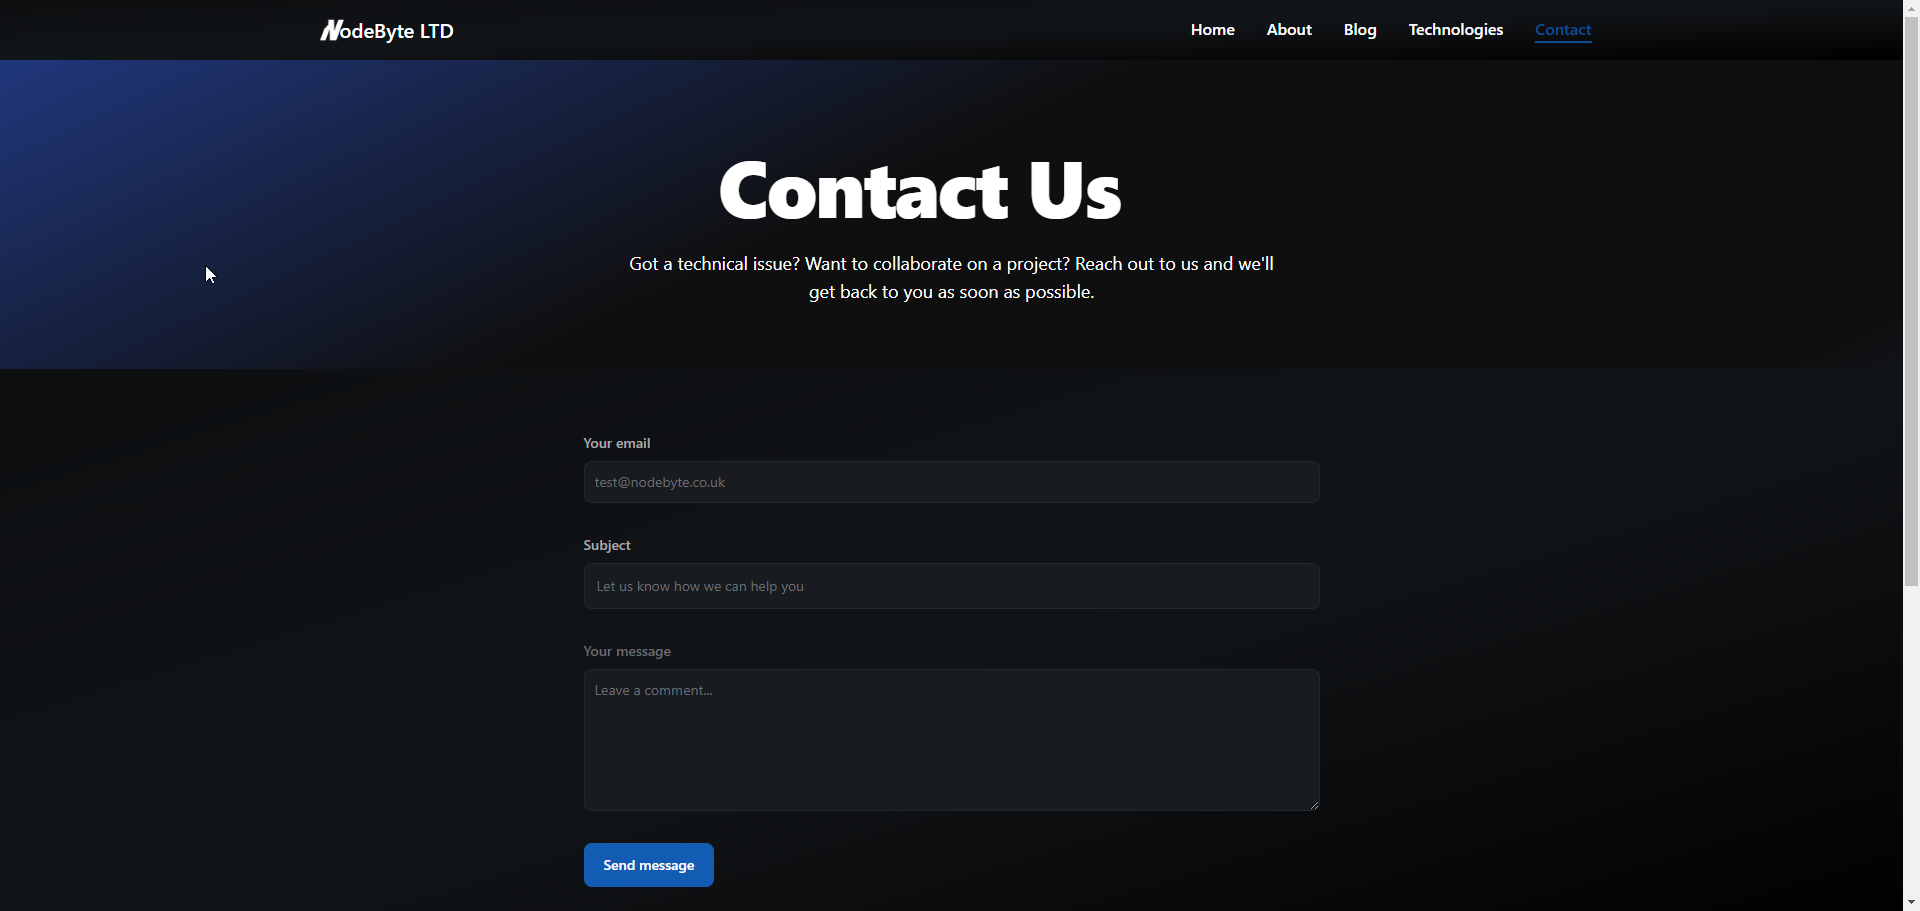 NodeByte LTD
Home About Blog Technologies Contact
Contact Us
Got a technical issue? Want to collaborate on a project? Reach out to us and we'll
get back to you as soon as possible.
Your email
test@nodebyte.co.uk
Subject
Let us know how we can help you
Your message
Leave a comment...
Send message